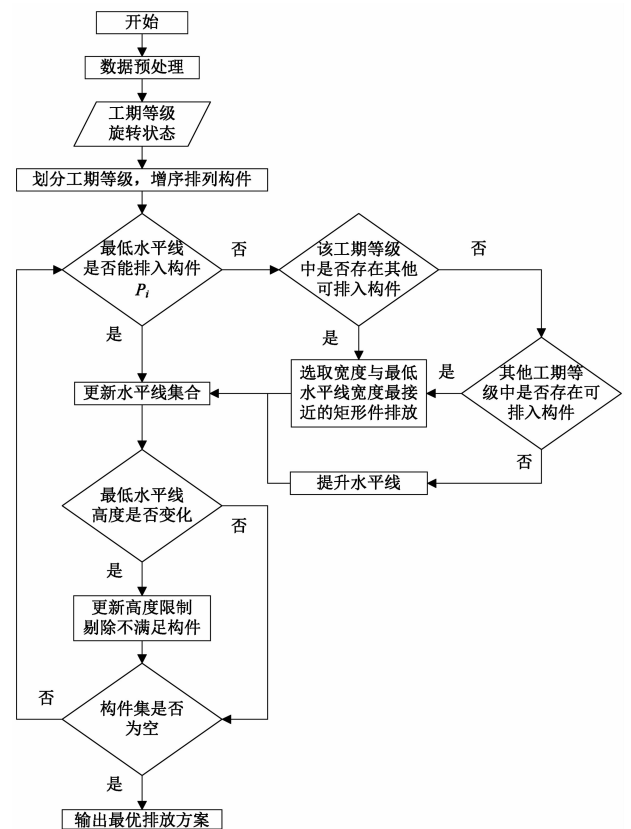 开始
数据预处理
工期等级
旋转状态
划分工期等级，增序排列构件
最低水平线
是否能排入构件
Pi
否
该工期等级
中是否存在其他
可排入构件
否
是
是
其他工期等
级中是否存在可
排入构件
是
选取宽度与最低
水平线宽度最接
近的矩形件排放
更新水平线集合
否
提升水平线
最低水平线
高度是否变化
否
是
更新高度限制
剔除不满足构件
否
构件集是否
为空
是
输出最优排放方案